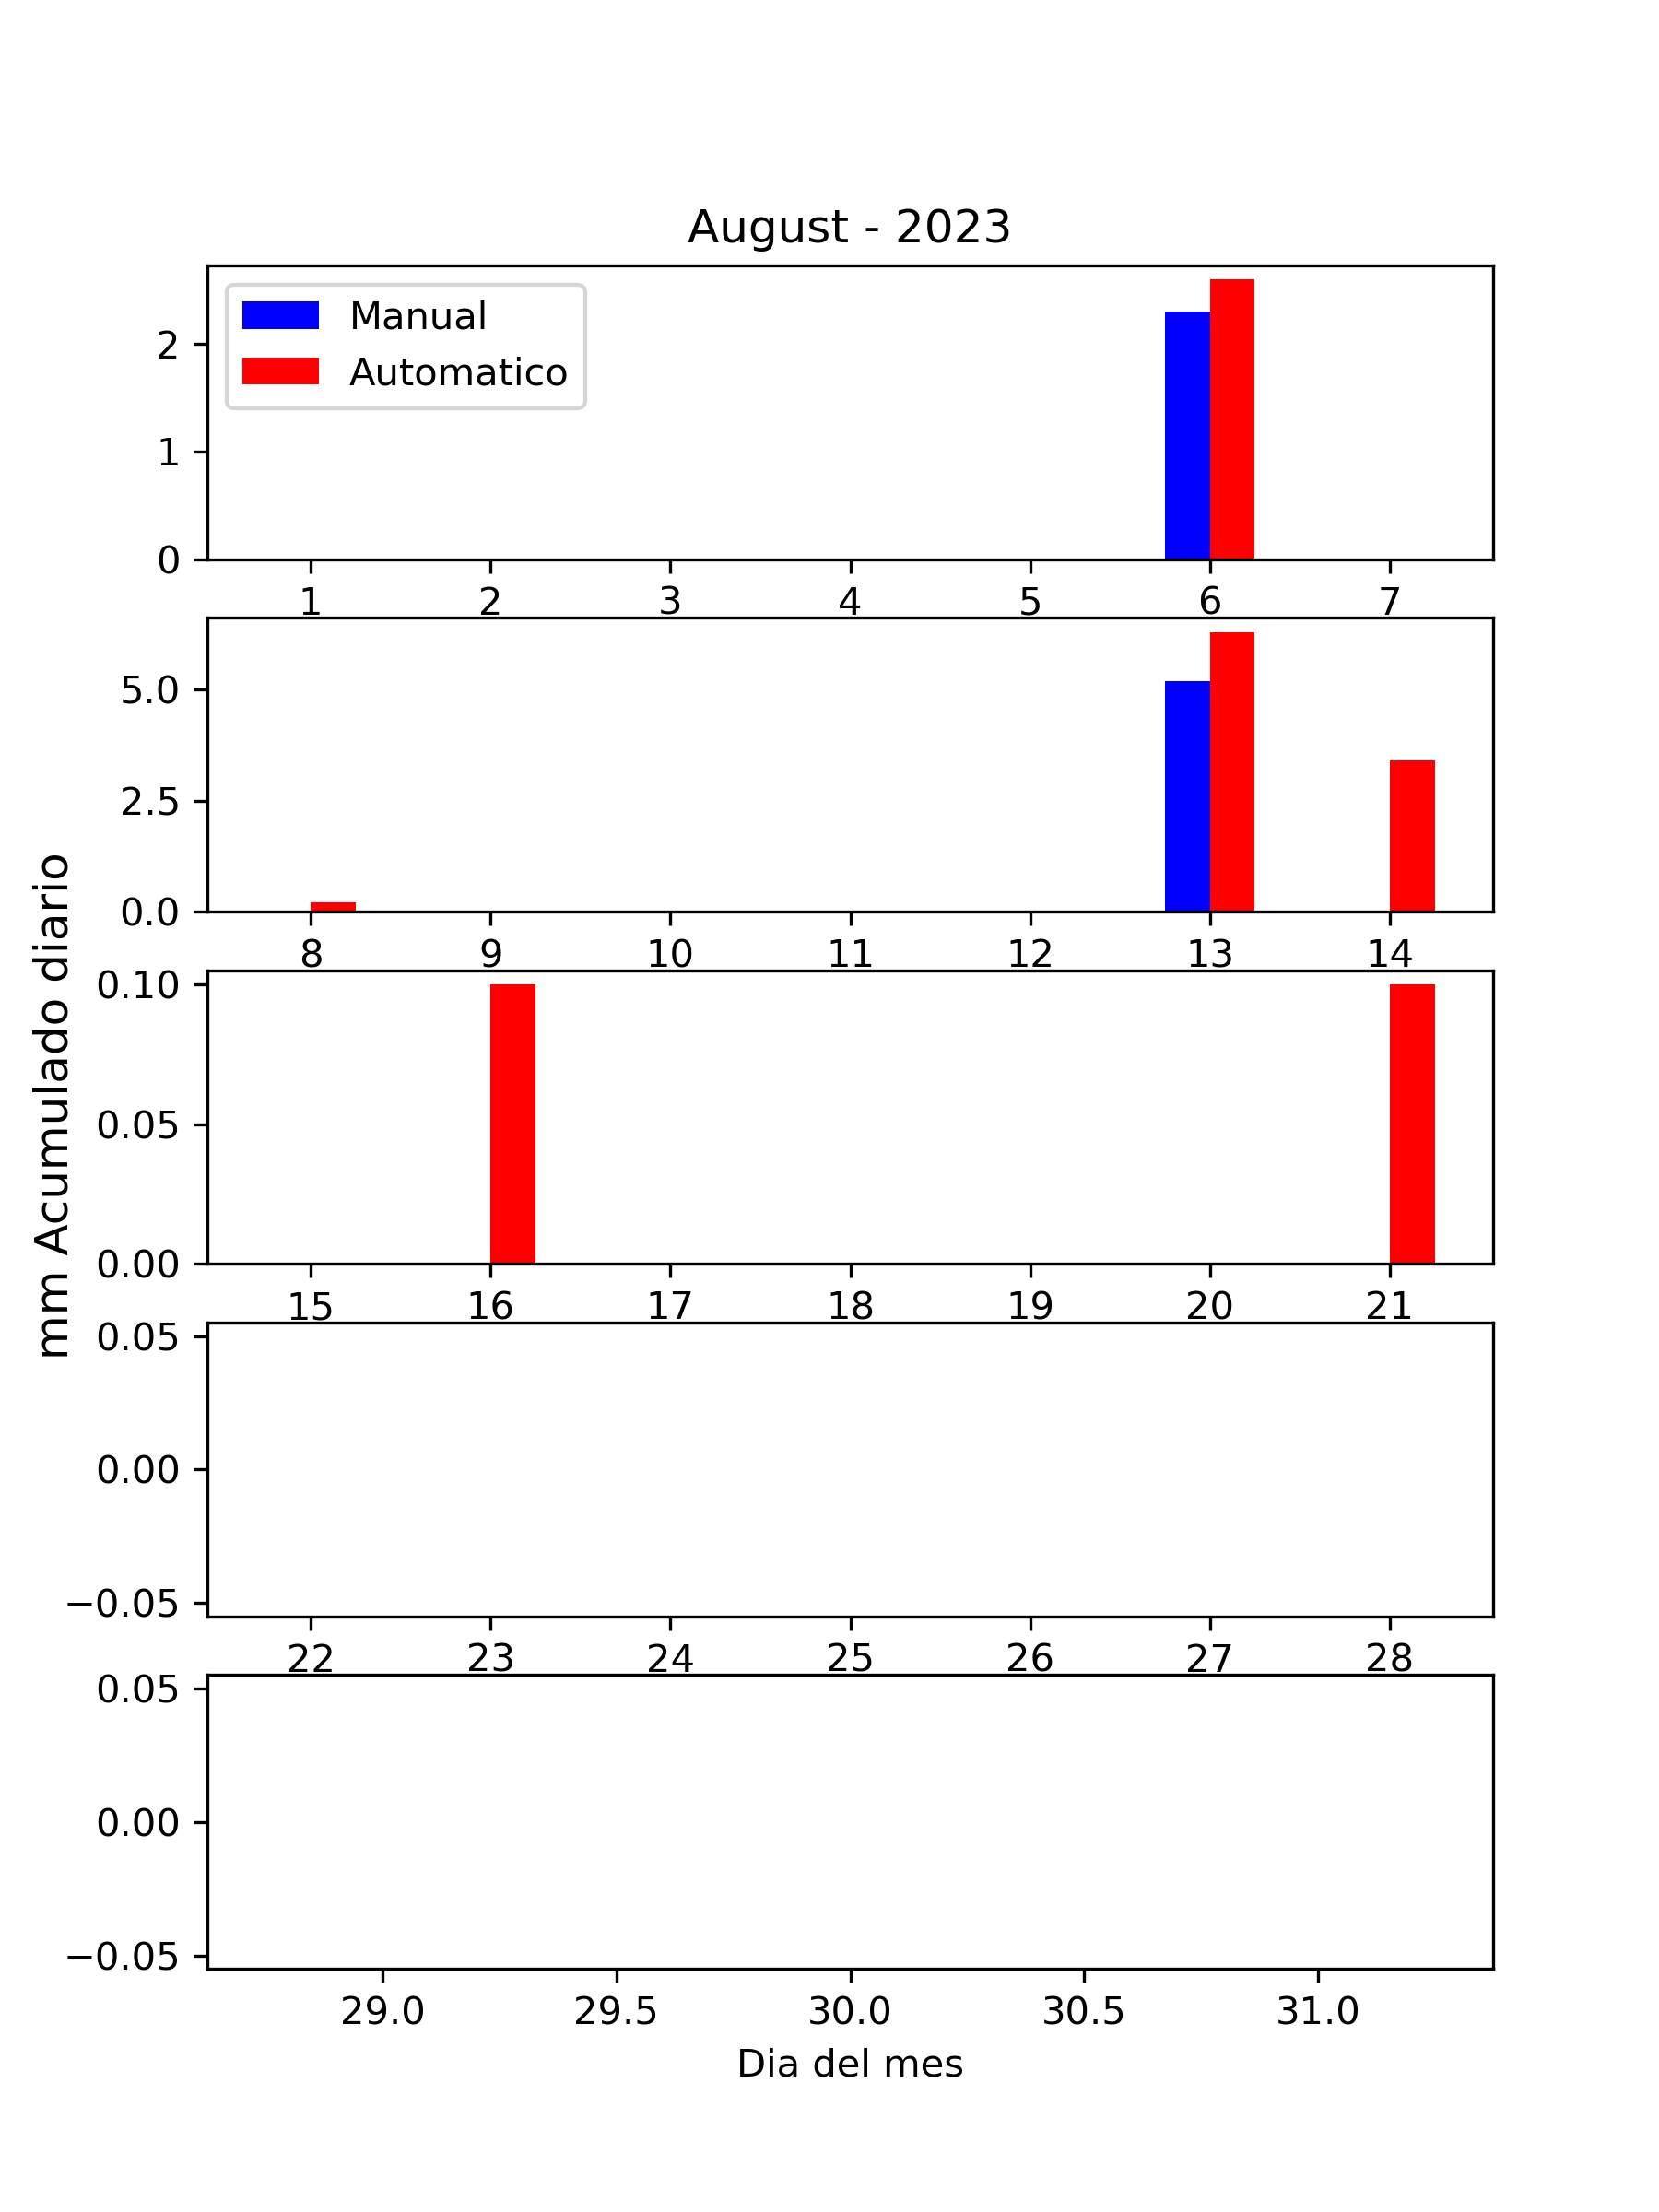 August - 2023
Manual
Automatico
2
1
0
1 2 3 4 5 6 7
5.0
2.5
0.0
8 9 10 11 12 13 14
mm Acumulado diario
0.10
0.05
0.00
15 16 17 18 19 20 21
0.05
0.00
−0.05
22 23 24 25 26 27 28
0.05
0.00
−0.05
29.0 29.5 30.0 30.5 31.0
Dia del mes